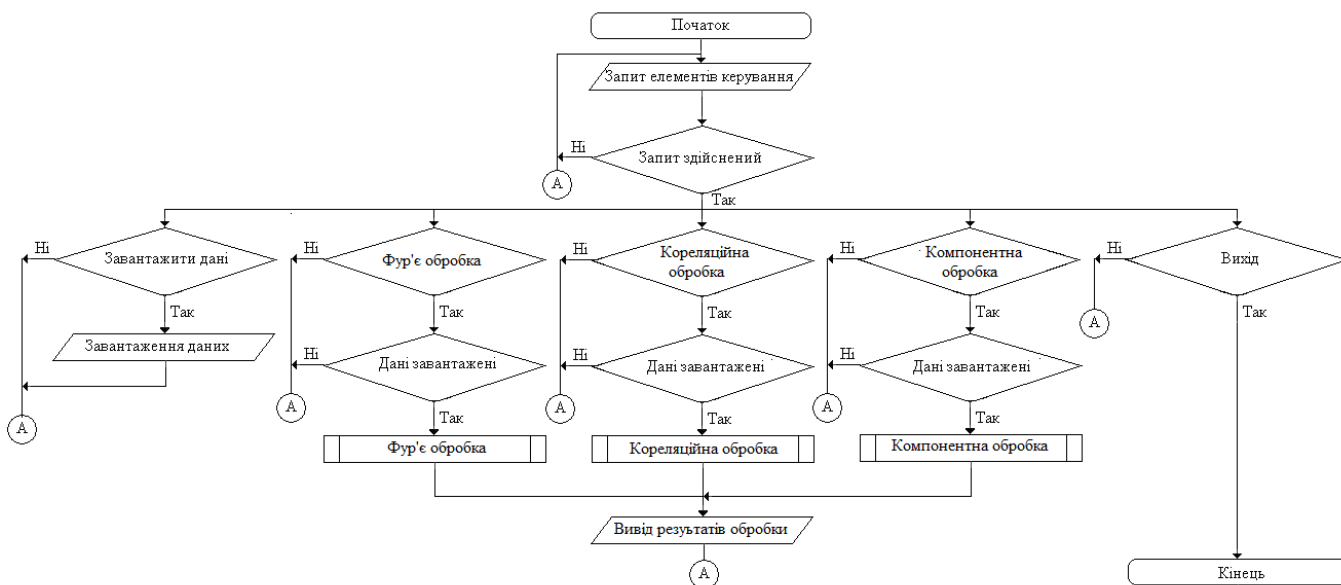 Початок
Запит елементів керування
Ні
Запит здійснений
А
Так
Ні
Завантажити дані
Ні
Фур'є обробка
Ні
Кореляційна
обробка
Ні
Компонентна
обробка
Ні
Вихід
Так
Так
Так
Так
Так
А
Завантаження даних
Ні
Дані завантажені
Ні
Дані завантажені
Ні
Дані завантажені
А
А
А
А
Так
Так
Так
Фур'є обробка
Кореляційна обробка
Компонентна обробка
Вивід резуьтатів обробки
А
Кінець